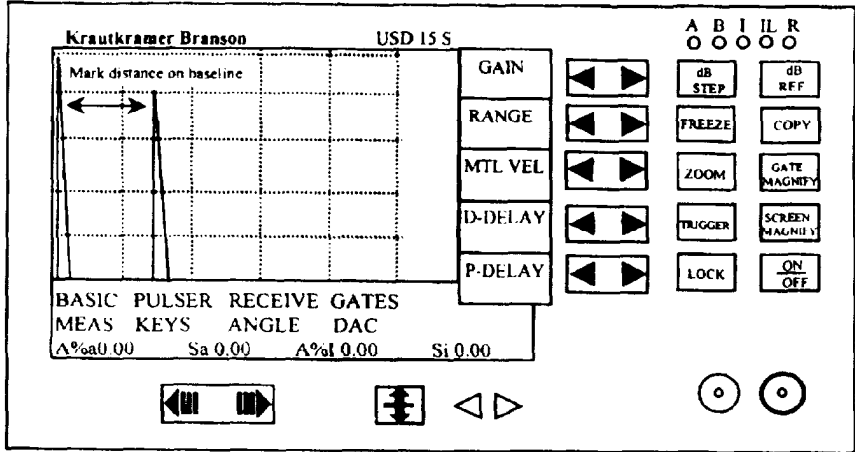 A B I IL R
Krautkramer Branson USD 15 S
Mark distance on baseline
GAIN
RANGE
MTL VEL
D-DELAY
P-DELAY
dB STEP
dB REF
FREEZE
COPY
ZOOM
GATE MAGNIFY
TRIGGER
SCREEN MAGNIFY
LOCK
ON OFF
BASIC PULSER RECEIVE GATES
MEAS KEYS ANGLE DAC
A%a0.00 Sa 0.00 A%I 0.00 Si 0.00